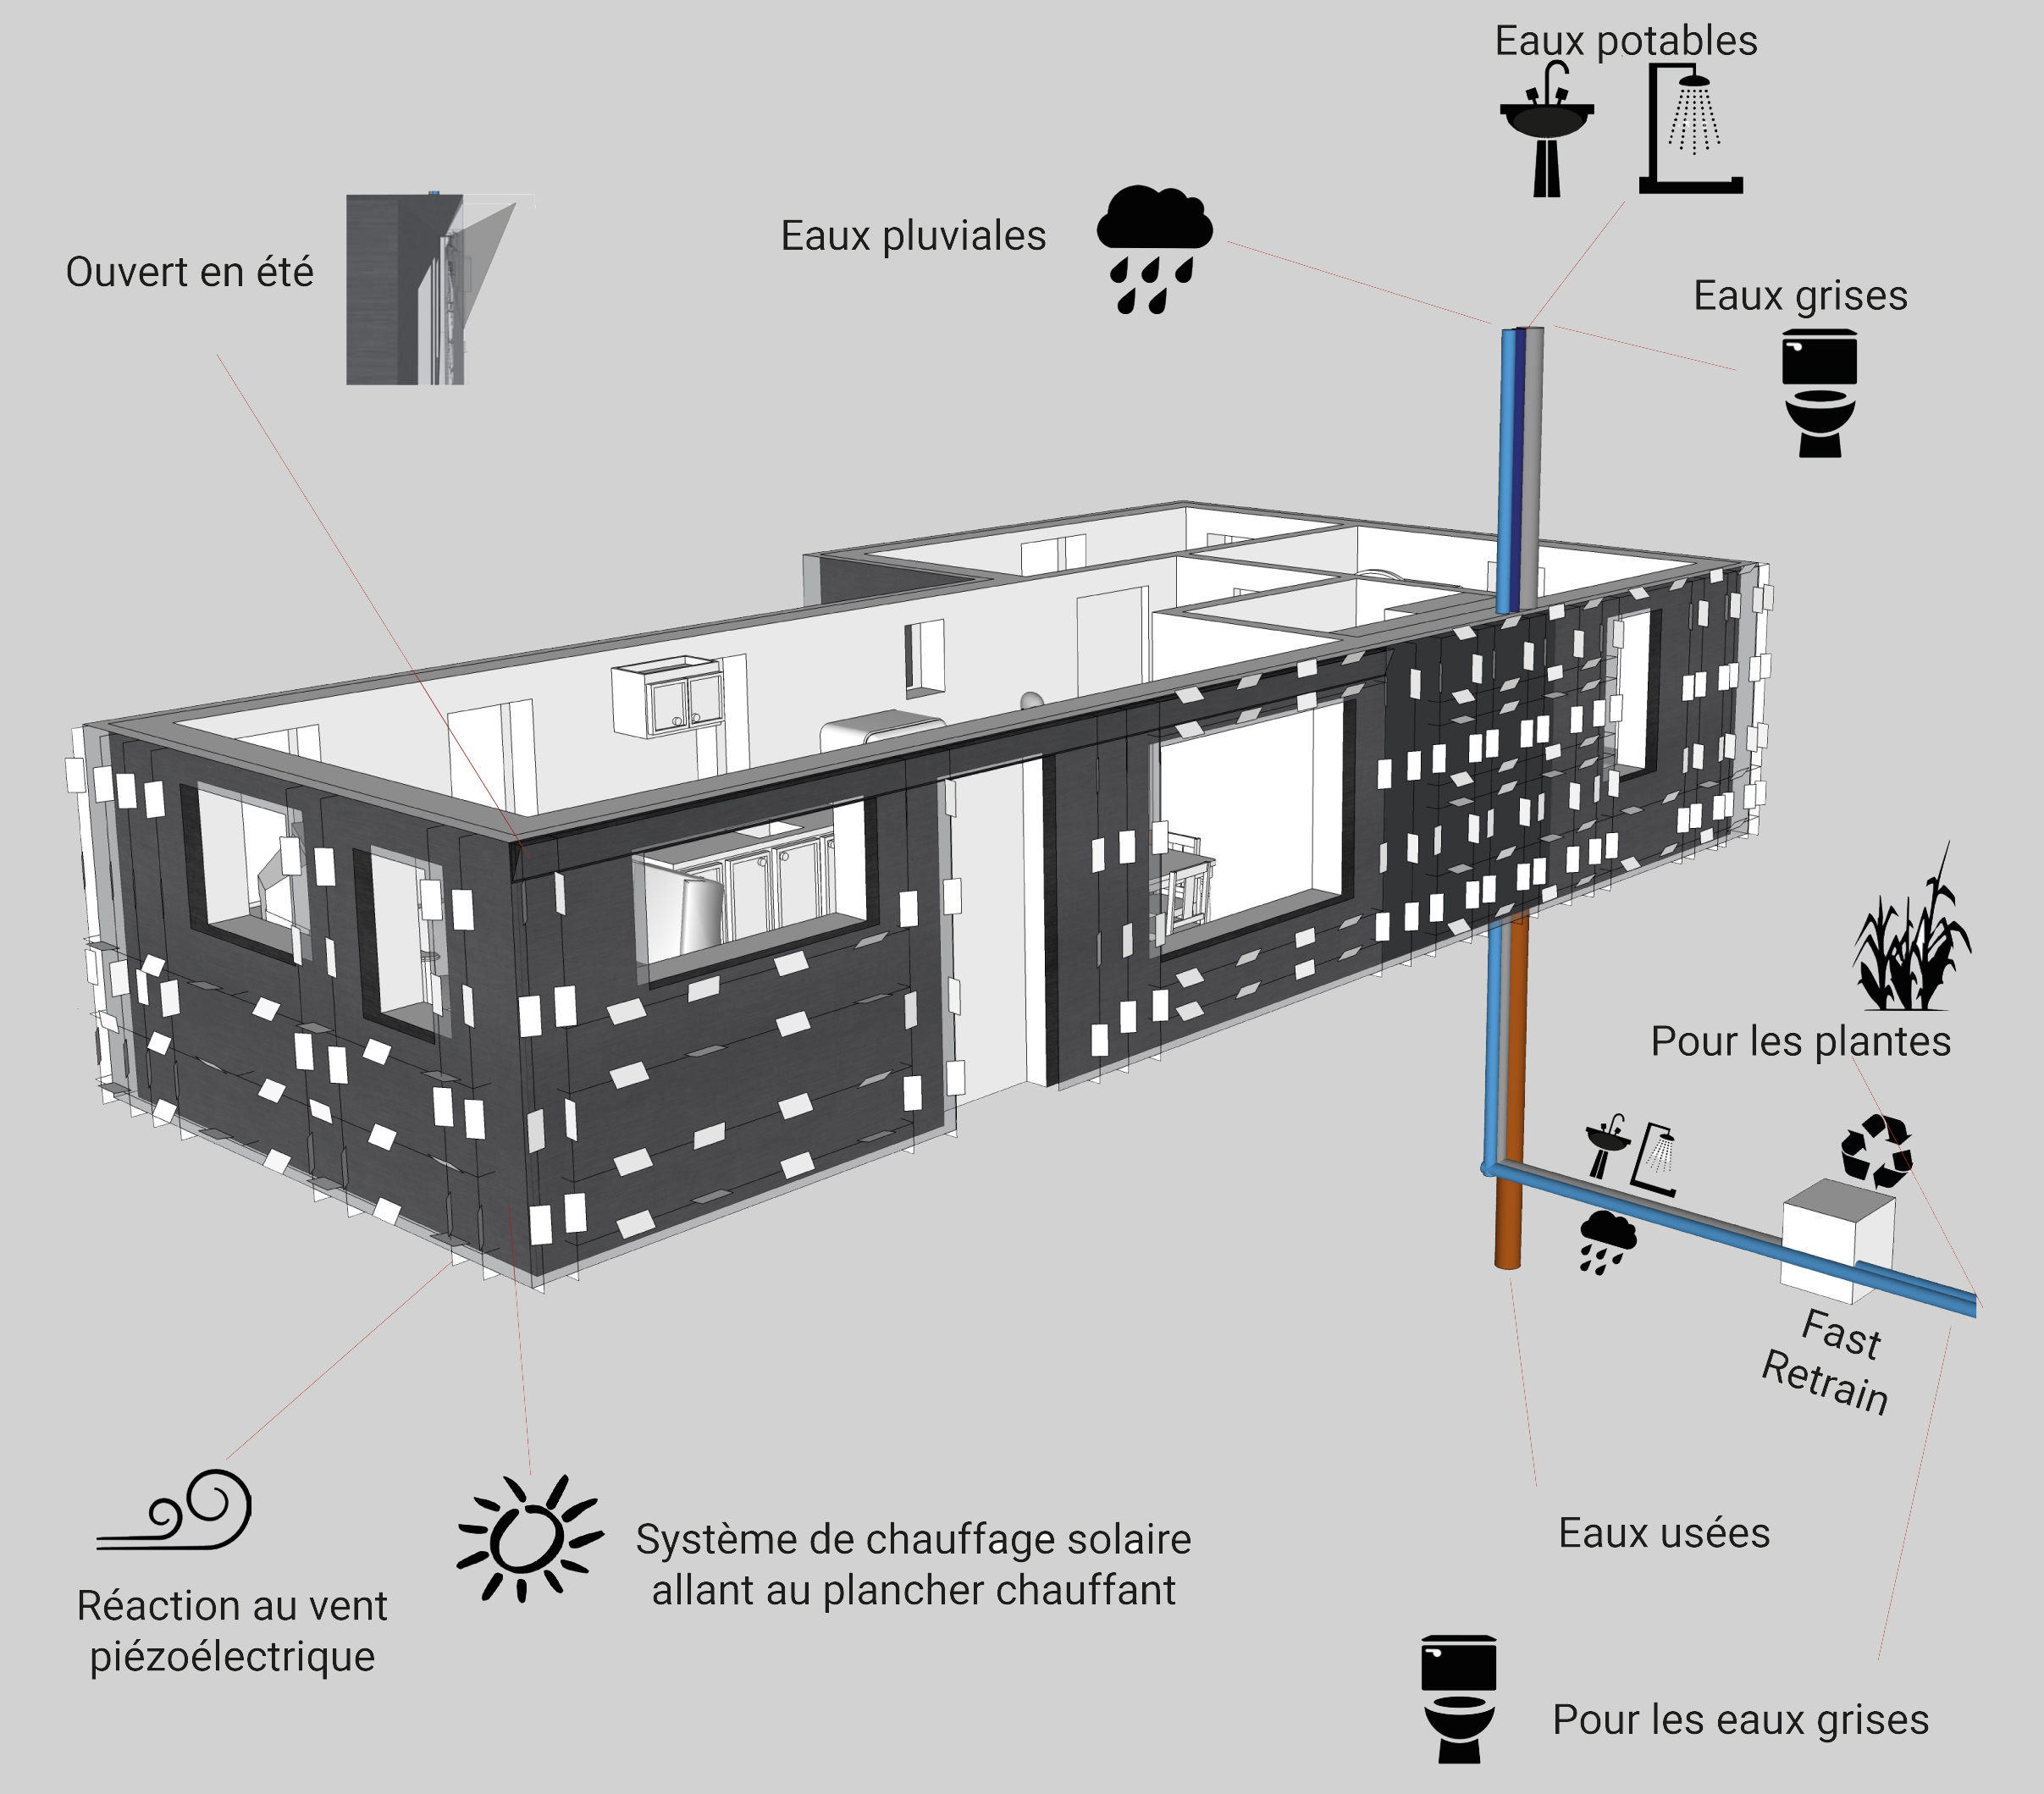 Eaux potables
Eaux pluviales
Ouvert en été
Eaux grises
Pour les plantes
Fast
Retrain
Eaux usées
Système de chauffage solaire
allant au plancher chauffant
Réaction au vent
piézoélectrique
Pour les eaux grises